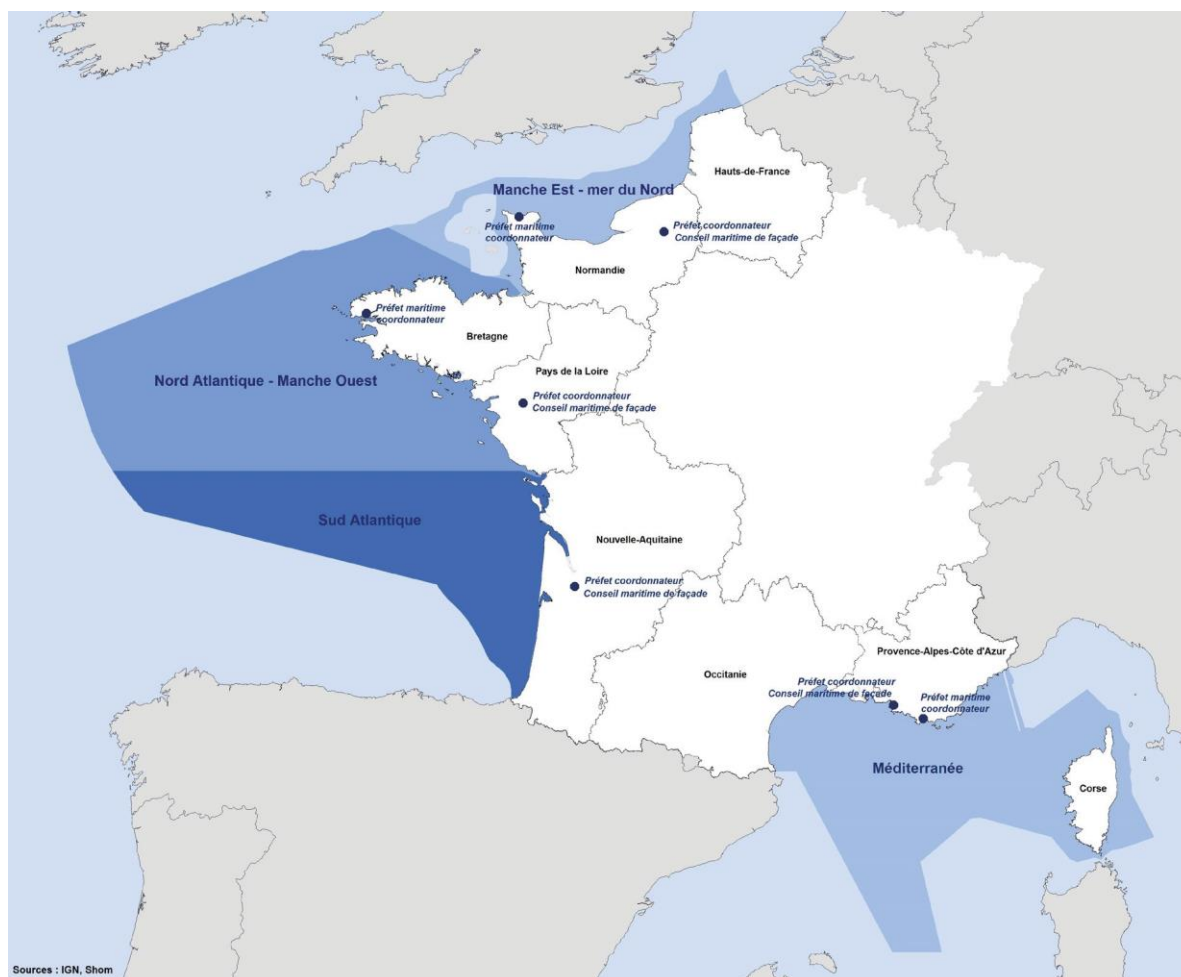 Hauts-de-France
Manche Est - mer du Nord
Préfet maritime
coordonnateur
Préfet coordonnateur
Conseil maritime de façade
Normandie
Préfet maritime
coordonnateur
Bretagne
Pays de la Loire
Nord Atlantique - Manche Ouest
Préfet coordonnateur
Conseil maritime de façade
Sud Atlantique
Nouvelle-Aquitaine
Préfet coordonnateur
Conseil maritime de façade
Provence-Alpes-Côte d'Azur
Occitanie
Préfet coordonnateur
Conseil maritime de façade
Préfet maritime
coordonnateur
Méditerranée
Corse
Sources : IGN, Shom